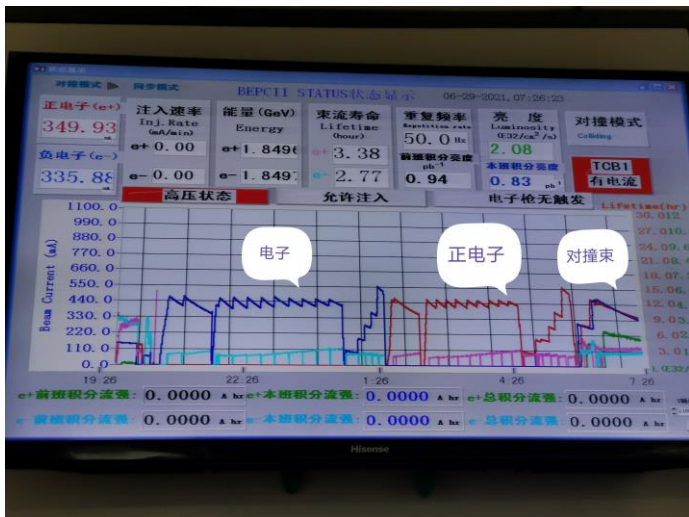 对撞模式 同步模式 BEPCII STATUS状态显示 06-29-2021,07:26:23
正电子(e+) 注入速率 能量(GeV) 束流寿命 重复频率 亮 度 对撞模式
349.93 Inj.Rate Energy Lifetime Repetition rate Luminosity Colliding
mA (mA/min) (hour) 50.0 Hz (E32/cm²/s)
e+ 0.00 e+ 1.8496 e+ 3.38 2.08
负电子(e-) 前班积分亮度 本班积分亮度 TCB1
335.88 e- 0.00 e- 1.8497 e- 2.77 pb⁻¹ 0.83 pb⁻¹ 有电流
0.94
高压状态 允许注入 电子枪无触发
Lifetime(hr)
Beam Current (mA)
1100.0
990.0
880.0
770.0
660.0
550.0
440.0
330.0
220.0
110.0
0.0
电子 正电子 对撞束
19:26 22:26 1:26 4:26 7:26
e+前班积分流强: 0.0000 A hr e+本班积分流强: 0.0000 A hr e+总积分流强: 0.0000 A hr
e-前班积分流强: 0.0000 A hr e-本班积分流强: 0.0000 A hr e-总积分流强: 0.0000 A hr
Hisense